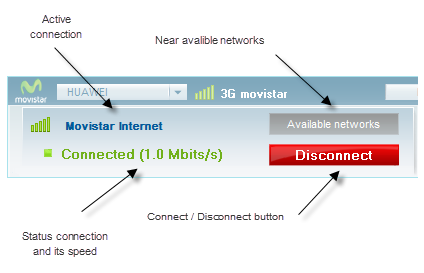 Active
connection
Near avalible networks
movistar
HUAWEI
3G movistar
Movistar Internet
Available networks
Connected (1.0 Mbits/s)
Disconnect
Connect / Disconnect button
Status connection
and its speed